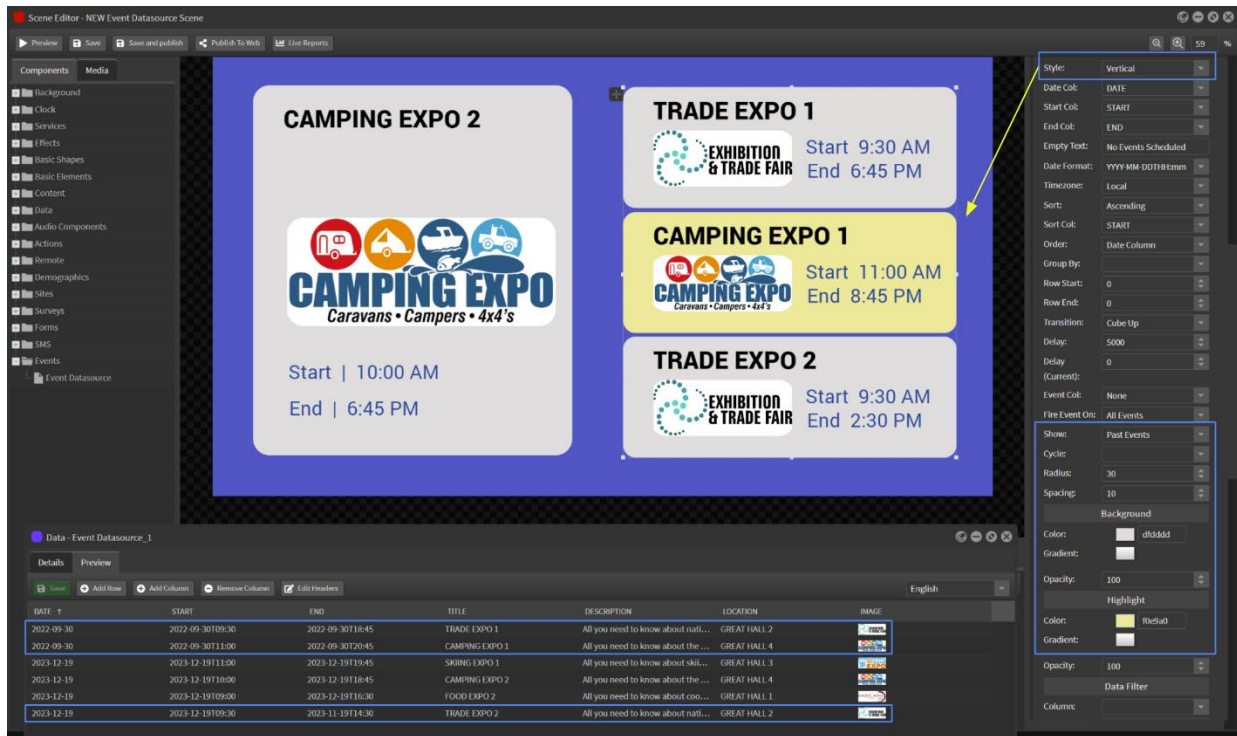 Scene Editor - NEW Event Datasource Scene
Preview Save Save and publish Publish To Web Live Reports 59 %
Components Media
Background
Clock
Services
Effects
Basic Shapes
Basic Elements
Content
Data
Audio Components
Actions
Remote
Demographics
Sites
Surveys
Forms
SMS
Events
Event Datasource
CAMPING EXPO 2
CAMPING EXPO
Caravans • Campers • 4x4's
Start | 10:00 AM
End | 6:45 PM
TRADE EXPO 1
EXHIBITION
& TRADE FAIR
Start 9:30 AM
End 6:45 PM
CAMPING EXPO 1
CAMPING EXPO
Caravans • Campers • 4x4's
Start 11:00 AM
End 8:45 PM
TRADE EXPO 2
EXHIBITION
& TRADE FAIR
Start 9:30 AM
End 2:30 PM
Style: Vertical
Date Col: DATE
Start Col: START
End Col: END
Empty Text: No Events Scheduled
Date Format: YYYY-MM-DDTHH:mm
Timezone: Local
Sort: Ascending
Sort Col: START
Order: Date Column
Group By:
Row Start: 0
Row End: 0
Transition: Cube Up
Delay: 5000
Delay 0
(Current):
Event Col: None
Fire Event On: All Events
Show: Past Events
Cycle:
Radius: 30
Spacing: 10
Background
Color: dfdddd
Gradient:
Opacity: 100
Highlight
Color: f0e9a0
Gradient:
Opacity: 100
Data Filter
Column:
Data - Event Datasource_1
Details Preview
Save Add Row Add Column Remove Column Edit Headers English
DATE ↑ START END TITLE DESCRIPTION LOCATION IMAGE
2022-09-30 2022-09-30T09:30 2022-09-30T18:45 TRADE EXPO 1 All you need to know about nati... GREAT HALL 2
2022-09-30 2022-09-30T11:00 2022-09-30T20:45 CAMPING EXPO 1 All you need to know about the ... GREAT HALL 4
2023-12-19 2023-12-19T11:00 2023-12-19T19:45 SKIING EXPO 1 All you need to know about skii... GREAT HALL 3
2023-12-19 2023-12-19T10:00 2023-12-19T18:45 CAMPING EXPO 2 All you need to know about the ... GREAT HALL 4
2023-12-19 2023-12-19T09:00 2023-12-19T16:30 FOOD EXPO 2 All you need to know about coo... GREAT HALL 1
2023-12-19 2023-12-19T09:30 2023-11-19T14:30 TRADE EXPO 2 All you need to know about nati... GREAT HALL 2